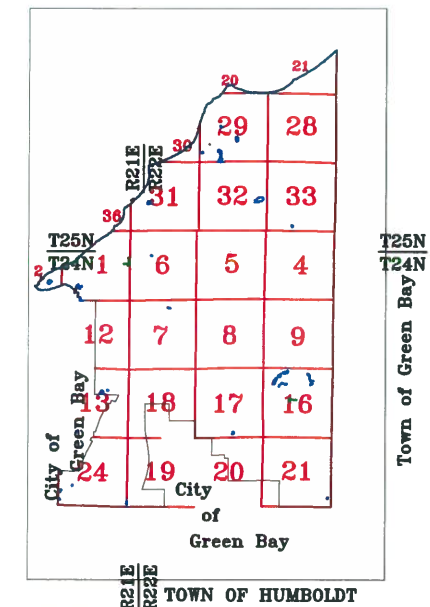 21
20
29 28
30
R21E
R22E
31 32 33
36
T25N
T24N
T25N
T24N
2 1 6 5 4
12 7 8 9
13 18 17 16
24 19 20 21
City of
Green Bay
Town of Green Bay
City
of
Green Bay
R21E
R22E
TOWN OF HUMBOLDT